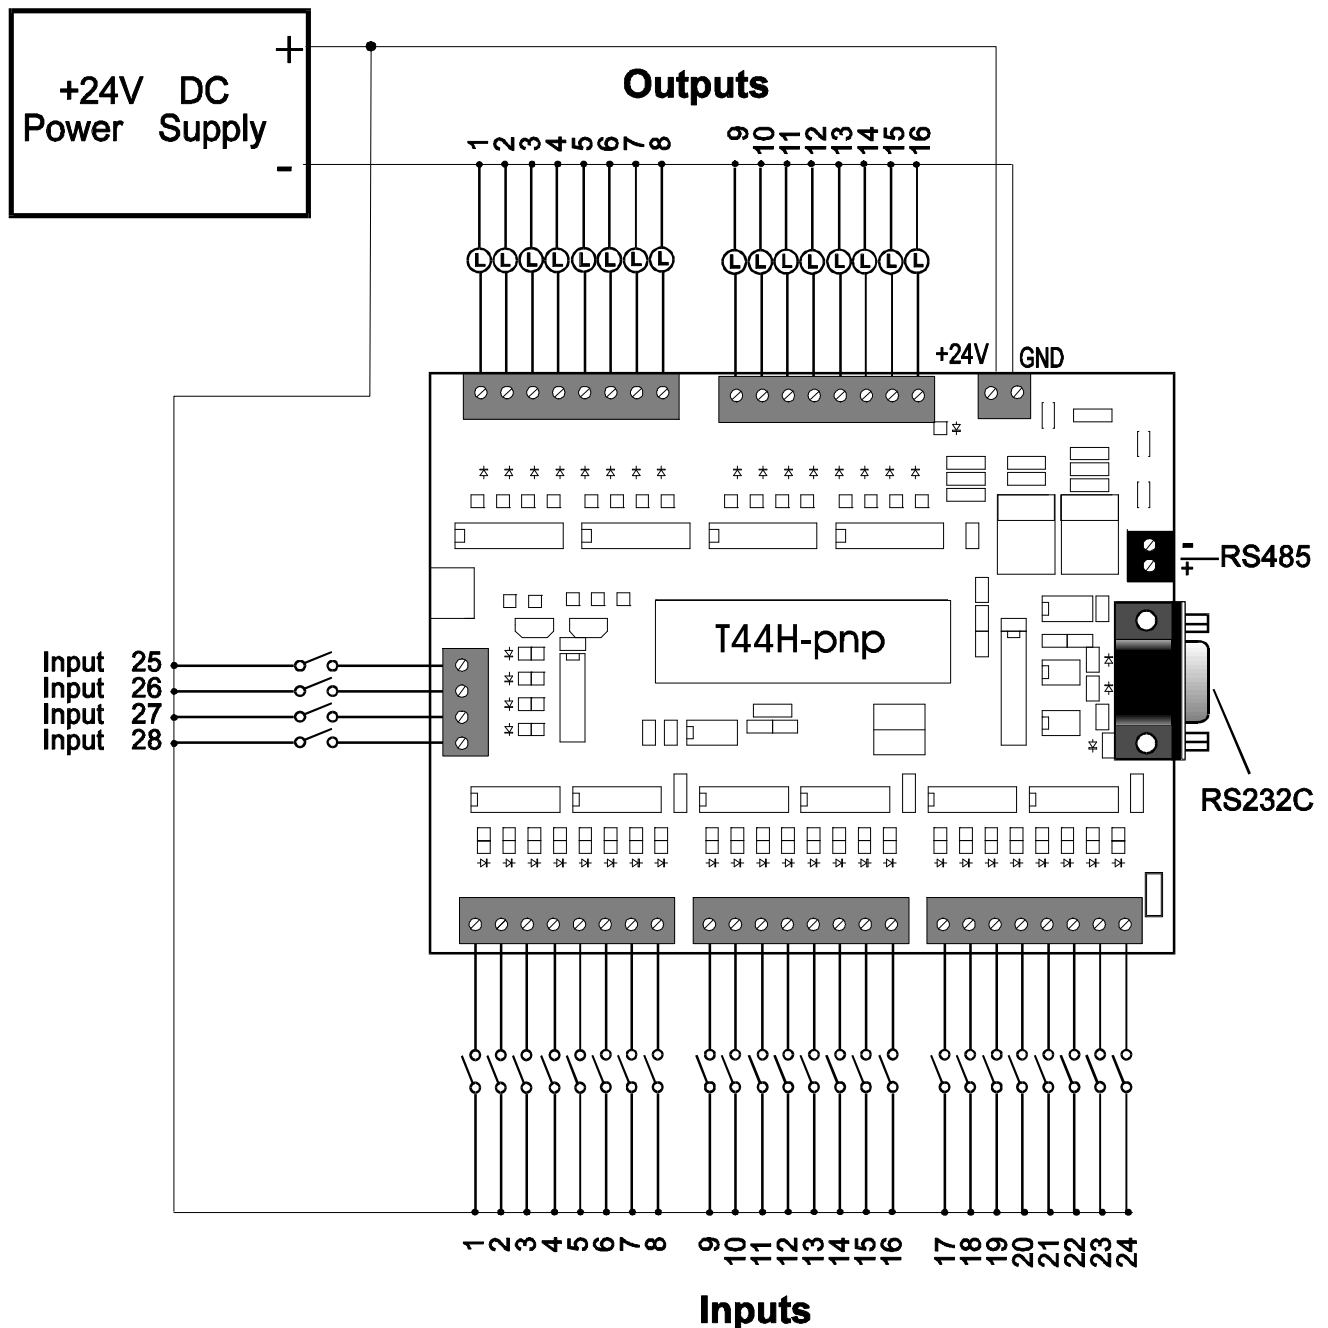 +
+24V DC
Power Supply
-
Outputs
1 2 3 4 5 6 7 8
9 10 11 12 13 14 15 16
L L L L L L L L
L L L L L L L L
+24V GND
-
RS485
+
T44H-pnp
Input 25
Input 26
Input 27
Input 28
RS232C
1 2 3 4 5 6 7 8
9 10 11 12 13 14 15 16
17 18 19 20 21 22 23 24
Inputs